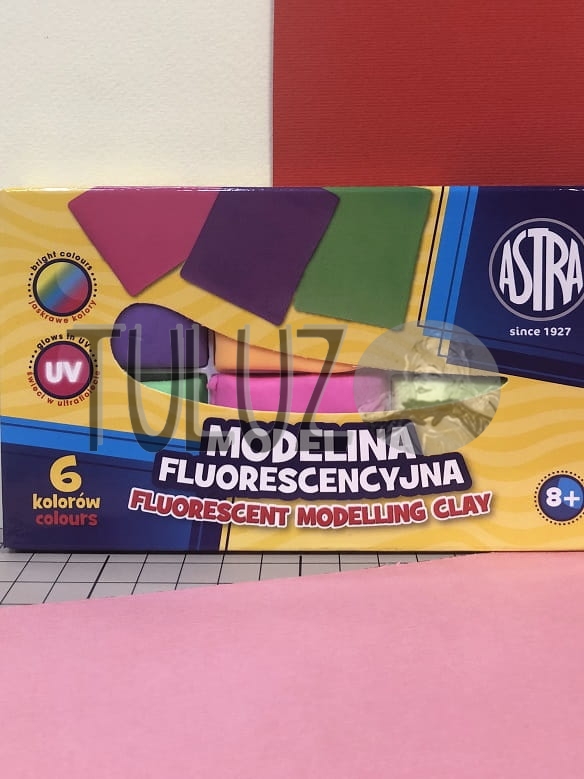 bright colours
jaskrawe kolory
ASTRA
since 1927
glows in UV
UV
świeci w ultrafiolecie
TULUZ
MODEL
MODELINA
FLUORESCENCYJNA
FLUORESCENT MODELLING CLAY
6
kolorów
colours
8+